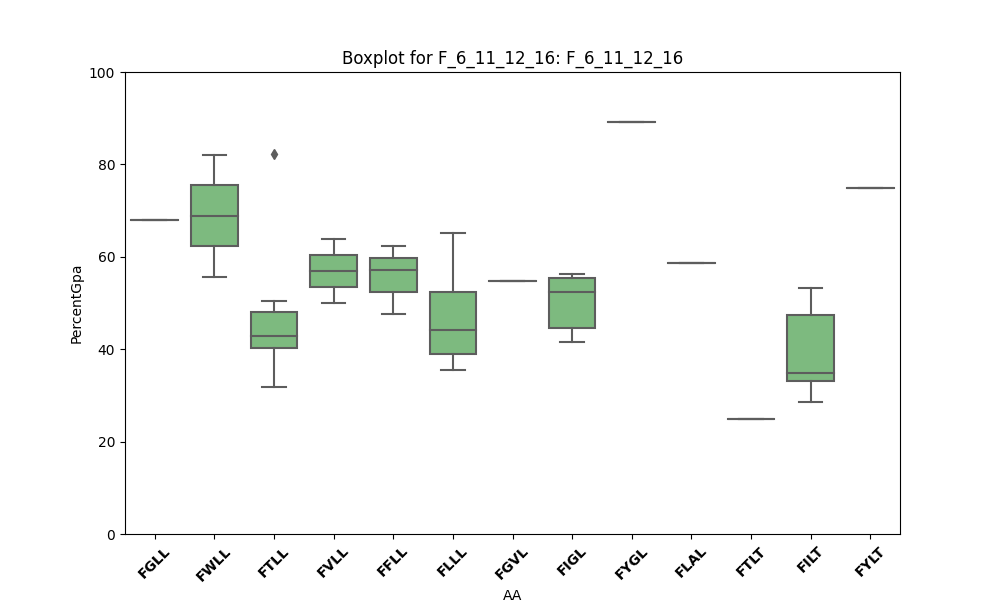 Boxplot for F_6_11_12_16: F_6_11_12_16
PercentGpa
100
80
60
40
20
0
FGLL FWLL FTLL FVLL FFLL FLLL FGVL FIGL FYGL FLAL FTLT FILT FYLT
AA